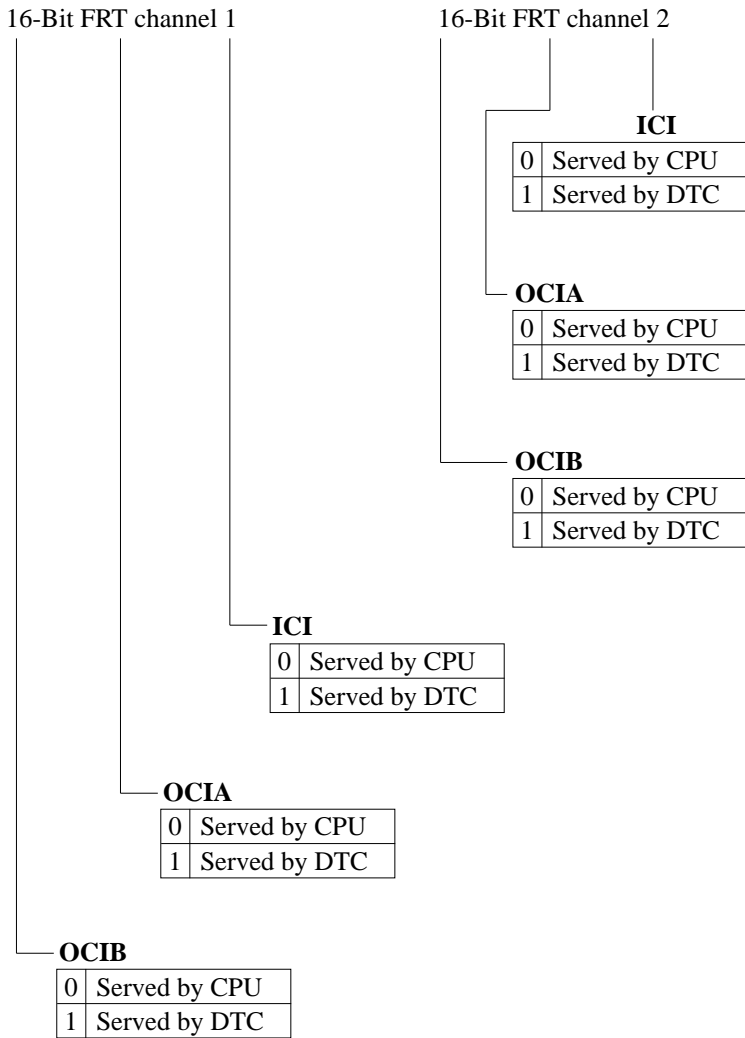 16-Bit FRT channel 1
16-Bit FRT channel 2
ICI
0 Served by CPU
1 Served by DTC
OCIA
0 Served by CPU
1 Served by DTC
OCIB
0 Served by CPU
1 Served by DTC
ICI
0 Served by CPU
1 Served by DTC
OCIA
0 Served by CPU
1 Served by DTC
OCIB
0 Served by CPU
1 Served by DTC